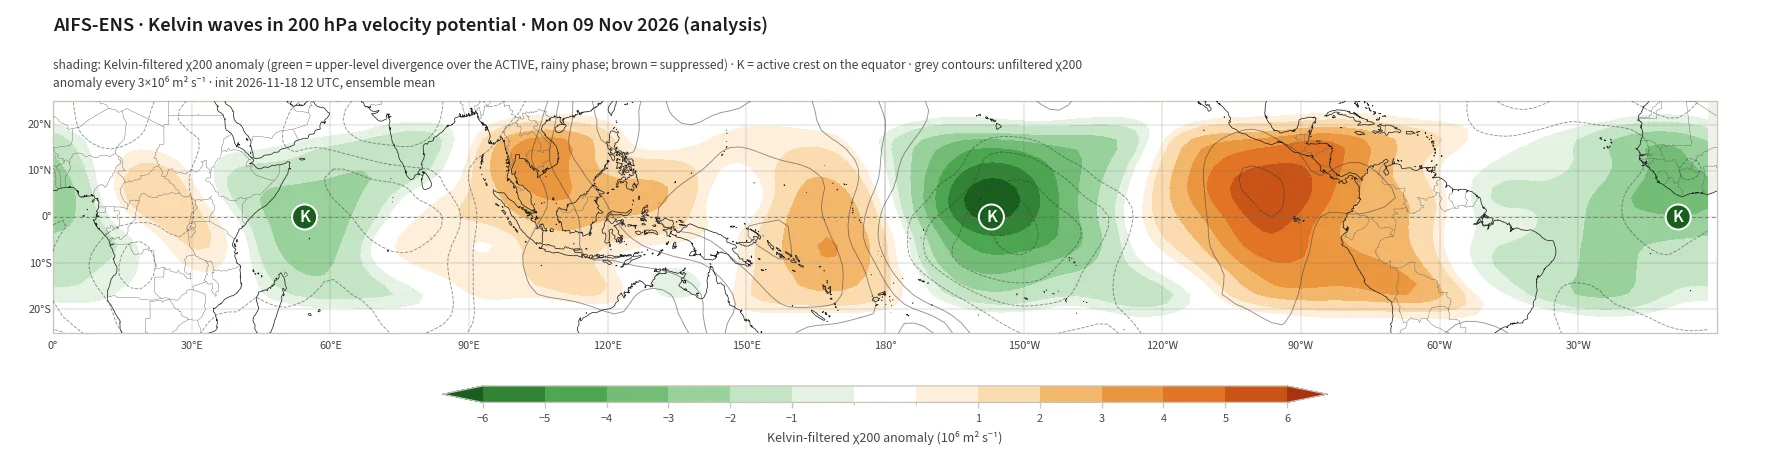 AIFS-ENS · Kelvin waves in 200 hPa velocity potential · Mon 09 Nov 2026 (analysis)
shading: Kelvin-filtered χ200 anomaly (green = upper-level divergence over the ACTIVE, rainy phase; brown = suppressed) · K = active crest on the equator · grey contours: unfiltered χ200
anomaly every 3×10⁶ m² s⁻¹ · init 2026-11-18 12 UTC, ensemble mean
20°N
10°N
0°
10°S
20°S
K
K
K
0° 30°E 60°E 90°E 120°E 150°E 180° 150°W 120°W 90°W 60°W 30°W
−6 −5 −4 −3 −2 −1 1 2 3 4 5 6
Kelvin-filtered χ200 anomaly (10⁶ m² s⁻¹)